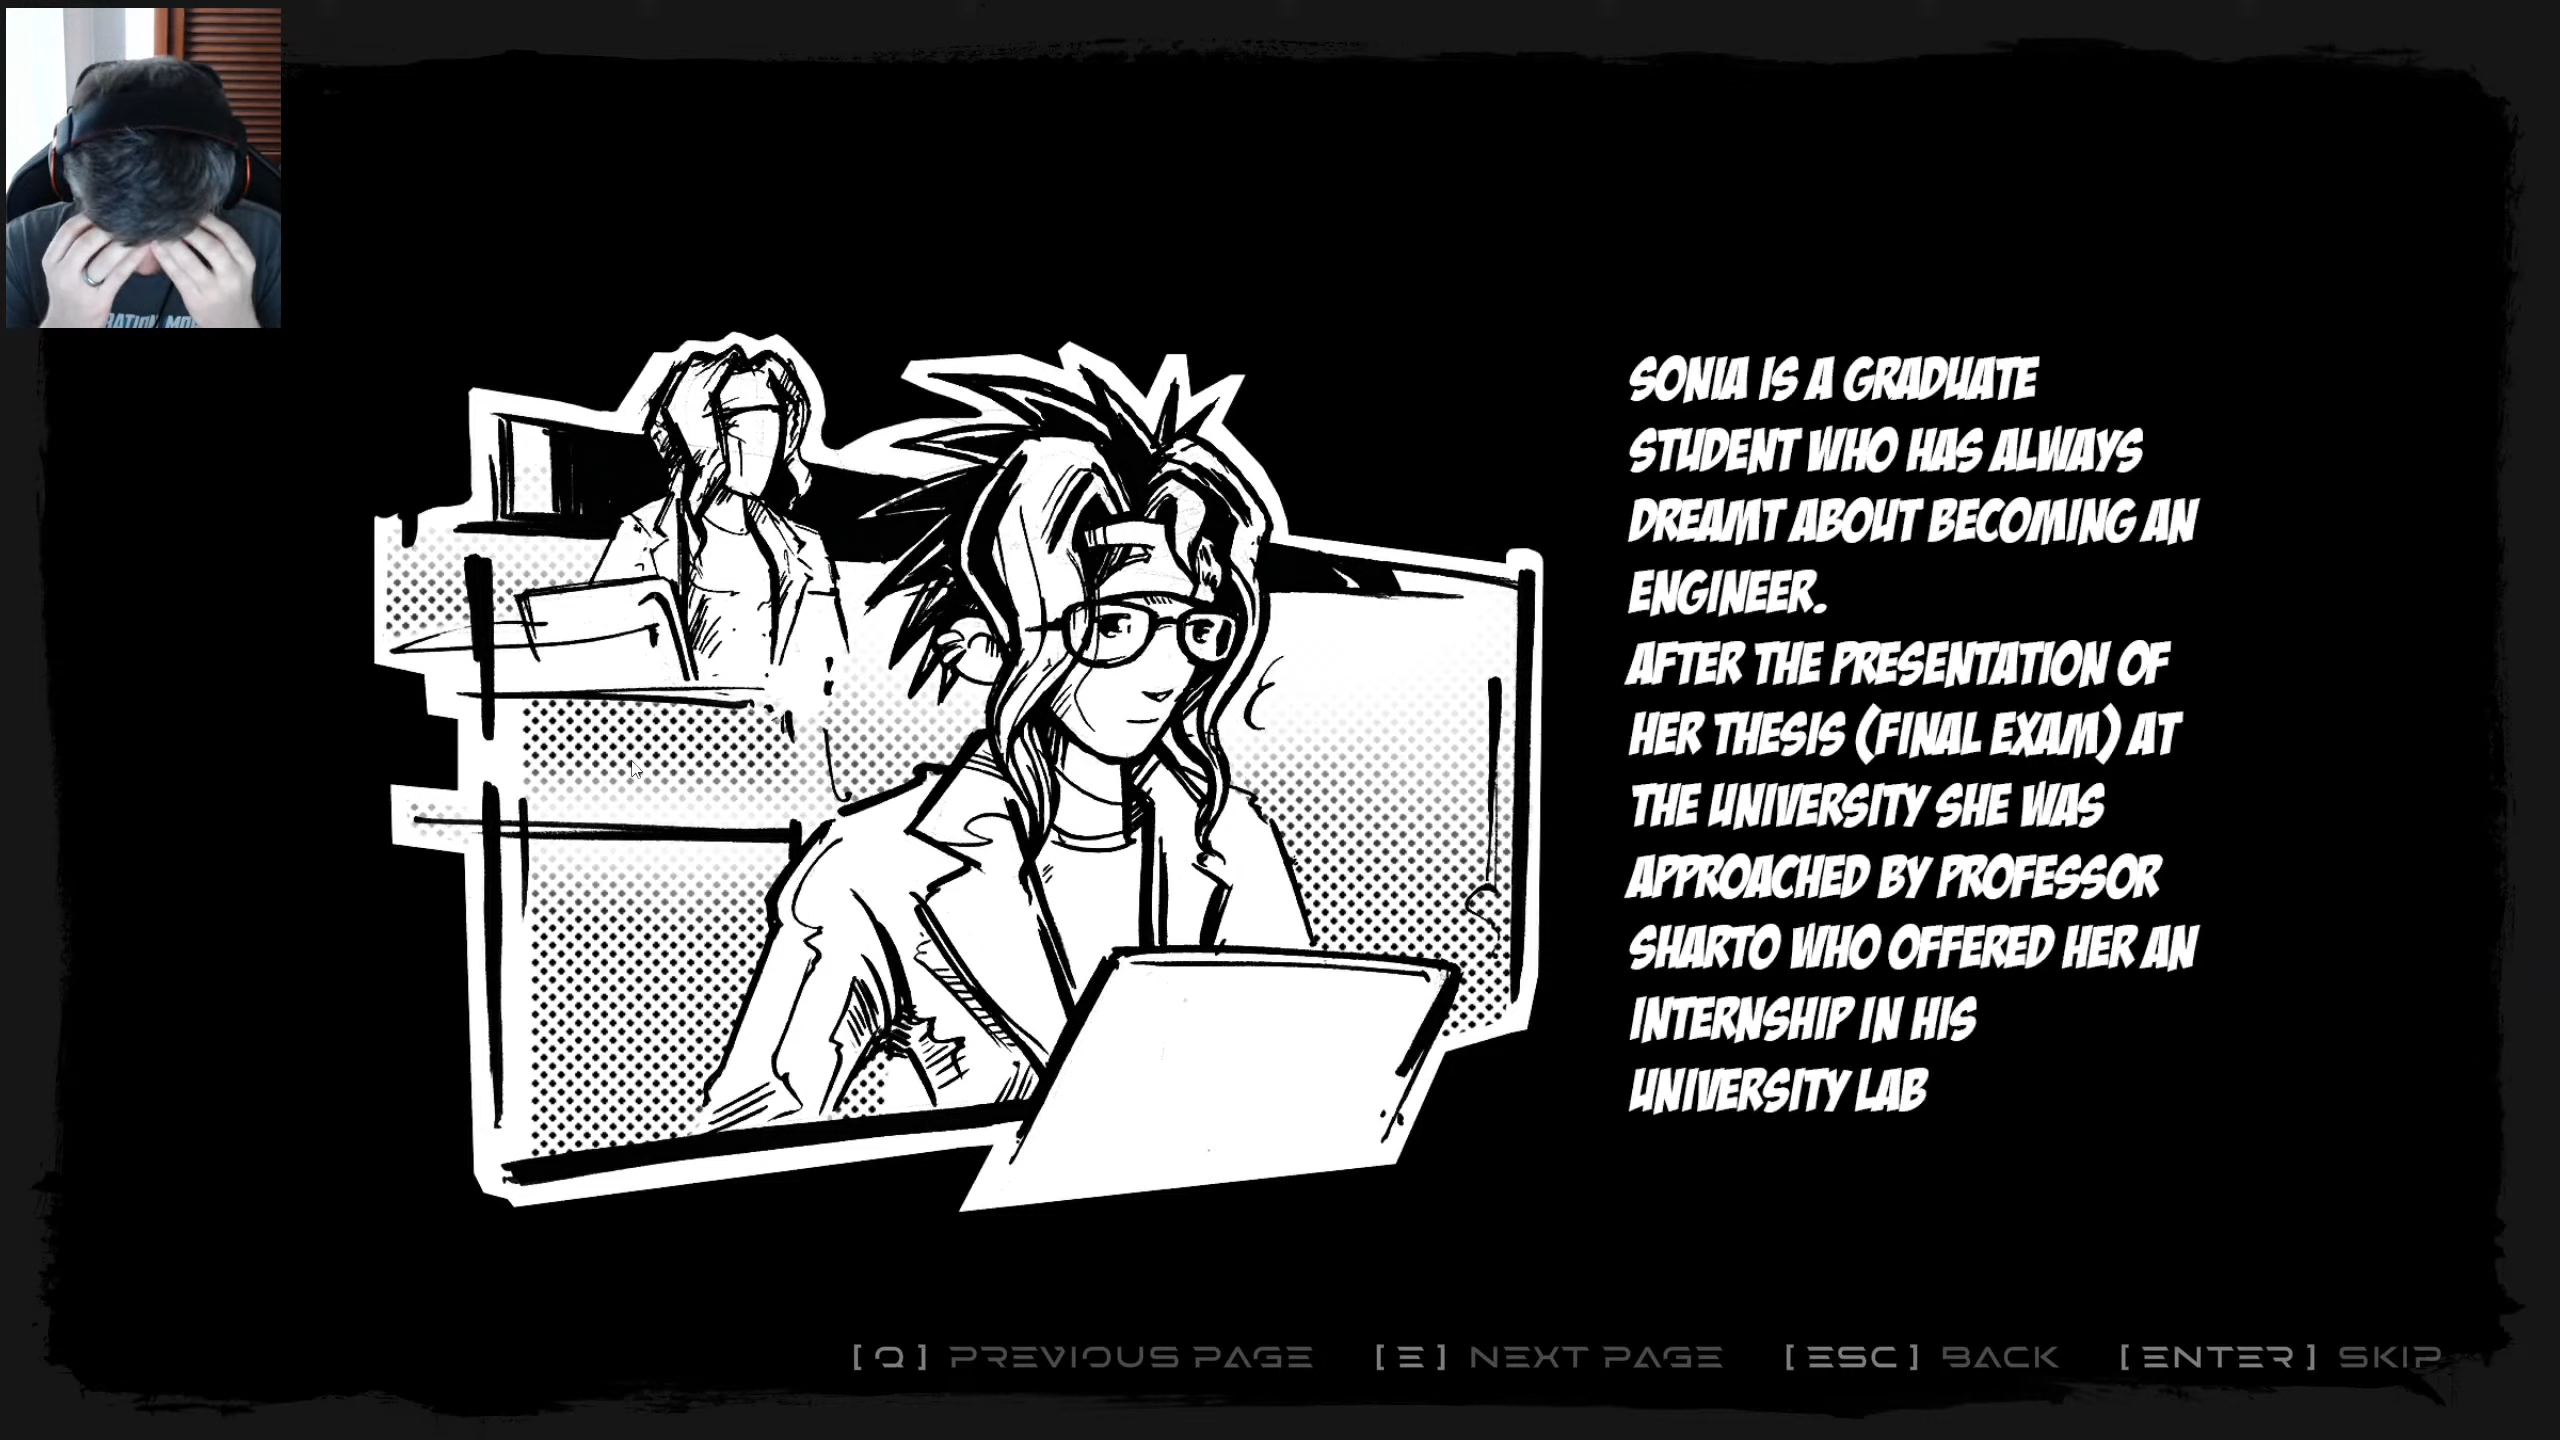 SONIA IS A GRADUATE
STUDENT WHO HAS ALWAYS
DREAMT ABOUT BECOMING AN
ENGINEER.
AFTER THE PRESENTATION OF
HER THESIS (FINAL EXAM) AT
THE UNIVERSITY SHE WAS
APPROACHED BY PROFESSOR
SHARTO WHO OFFERED HER AN
INTERNSHIP IN HIS
UNIVERSITY LAB
[Q] PREVIOUS PAGE [E] NEXT PAGE [ESC] BACK [ENTER] SKIP